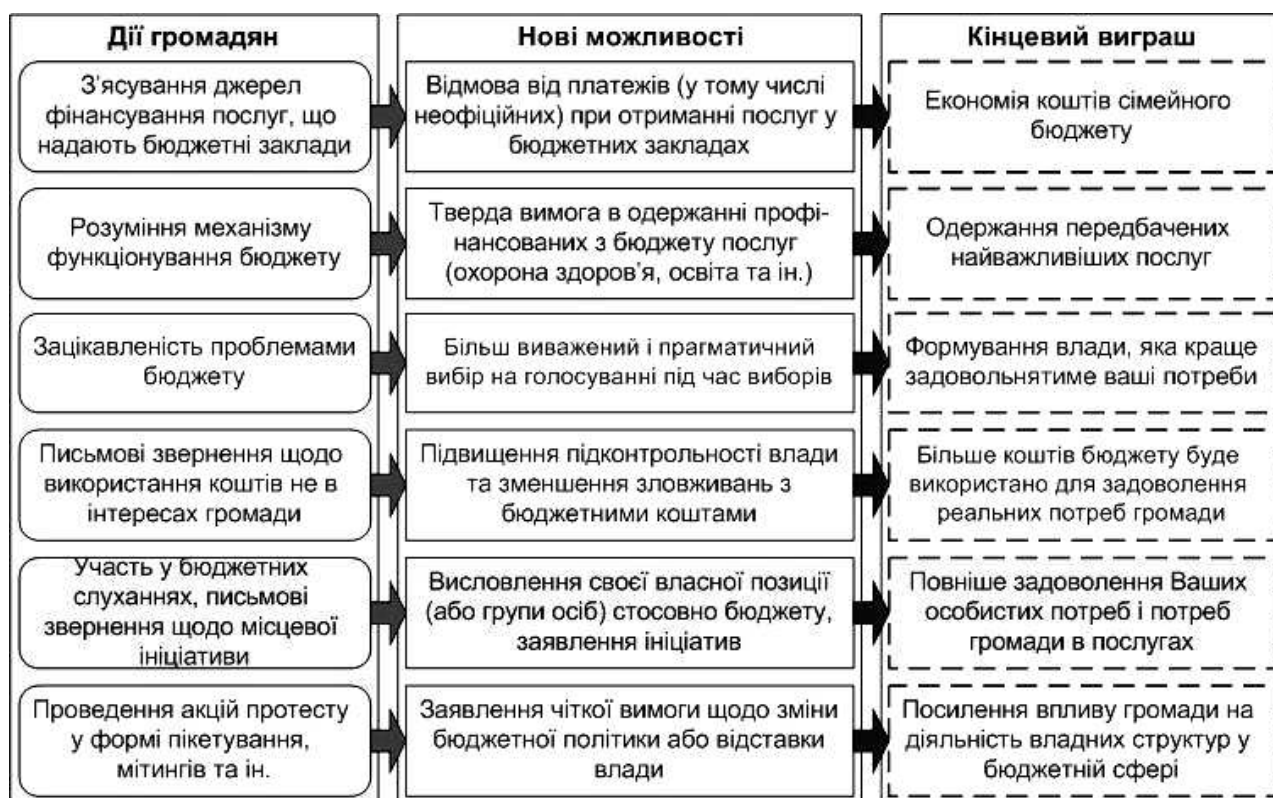 Дії громадян
Нові можливості
Кінцевий виграш
З’ясування джерел
фінансування послуг, що
надають бюджетні заклади
Відмова від платежів (у тому числі
неофіційних) при отриманні послуг у
бюджетних закладах
Економія коштів сімейного
бюджету
Розуміння механізму
функціонування бюджету
Тверда вимога в одержанні профі-
нансованих з бюджету послуг
(охорона здоров’я, освіта та ін.)
Одержання передбачених
найважливіших послуг
Зацікавленість проблемами
бюджету
Більш виважений і прагматичний
вибір на голосуванні під час виборів
Формування влади, яка краще
задовольнятиме ваші потреби
Письмові звернення щодо
використання коштів не в
інтересах громади
Підвищення підконтрольності влади
та зменшення зловживань з
бюджетними коштами
Більше коштів бюджету буде
використано для задоволення
реальних потреб громади
Участь у бюджетних
слуханнях, письмові
звернення щодо місцевої
ініціативи
Висловлення своєї власної позиції
(або групи осіб) стосовно бюджету,
заявлення ініціатив
Повніше задоволення Ваших
особистих потреб і потреб
громади в послугах
Проведення акцій протесту
у формі пікетування,
мітингів та ін.
Заявлення чіткої вимоги щодо зміни
бюджетної політики або відставки
влади
Посилення впливу громади на
діяльність владних структур у
бюджетній сфері